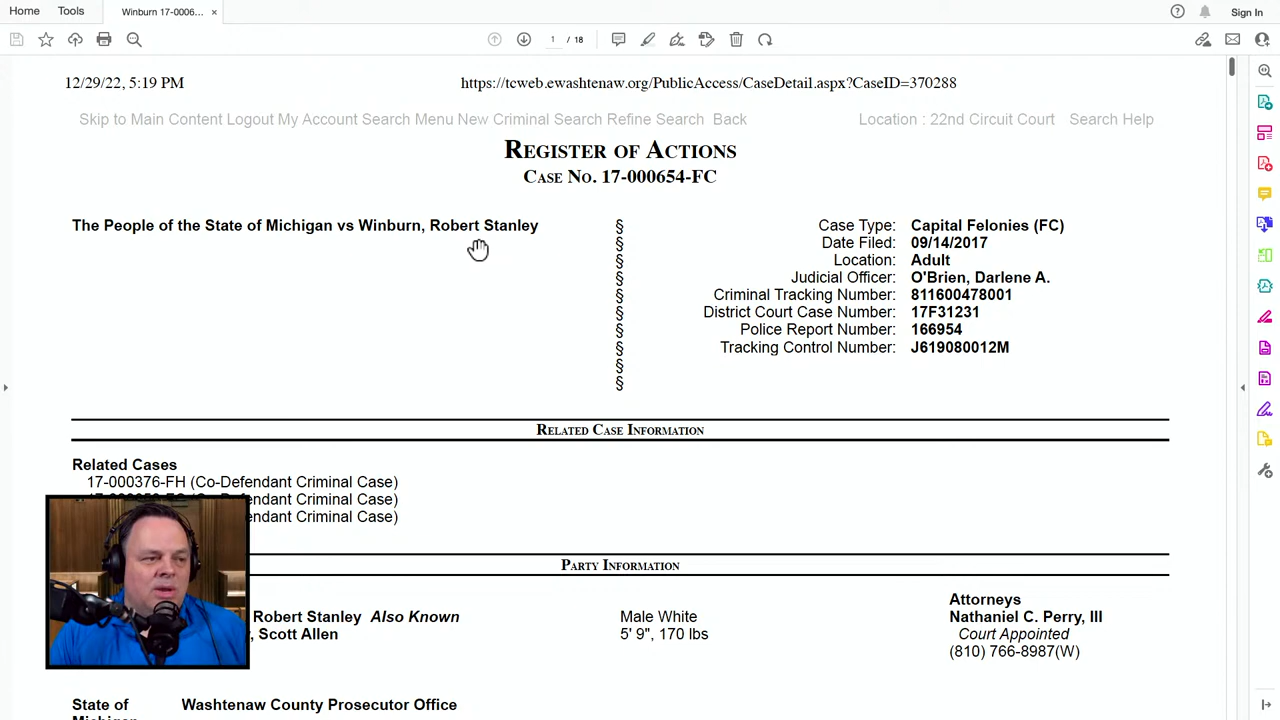 Home Tools Winburn 17-0006... × Sign In
1 / 18
12/29/22, 5:19 PM https://tcweb.ewashtenaw.org/PublicAccess/CaseDetail.aspx?CaseID=370288
Skip to Main Content Logout My Account Search Menu New Criminal Search Refine Search Back Location : 22nd Circuit Court Search Help
REGISTER OF ACTIONS
CASE NO. 17-000654-FC
The People of the State of Michigan vs Winburn, Robert Stanley § Case Type: Capital Felonies (FC)
§ Date Filed: 09/14/2017
§ Location: Adult
§ Judicial Officer: O'Brien, Darlene A.
§ Criminal Tracking Number: 811600478001
§ District Court Case Number: 17F31231
§ Police Report Number: 166954
§ Tracking Control Number: J619080012M
§
§
RELATED CASE INFORMATION
Related Cases
17-000376-FH (Co-Defendant Criminal Case)
endant Criminal Case)
endant Criminal Case)
PARTY INFORMATION
Attorneys
Robert Stanley Also Known Male White Nathaniel C. Perry, III
, Scott Allen 5' 9", 170 lbs Court Appointed
(810) 766-8987(W)
State of Washtenaw County Prosecutor Office
Michigan